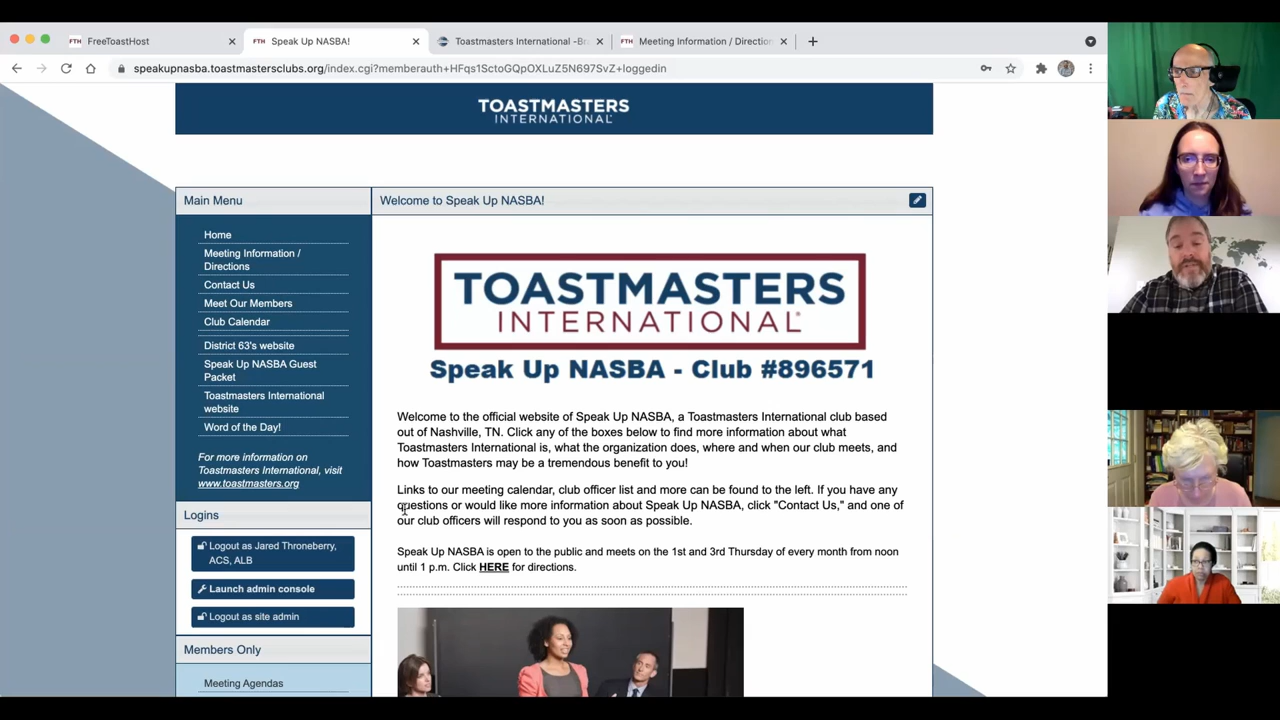 FTH FreeToastHost
FTH Speak Up NASBA!
Toastmasters International -Br
FTH Meeting Information / Direction
speakupnasba.toastmastersclubs.org/index.cgi?memberauth+HFqs1SctoGQpOXLuZ5N697SvZ+loggedin
TOASTMASTERS
INTERNATIONAL
Main Menu
Home
Meeting Information /
Directions
Contact Us
Meet Our Members
Club Calendar
District 63's website
Speak Up NASBA Guest
Packet
Toastmasters International
website
Word of the Day!
For more information on
Toastmasters International, visit
www.toastmasters.org
Logins
Logout as Jared Throneberry,
ACS, ALB
Launch admin console
Logout as site admin
Members Only
Meeting Agendas
Welcome to Speak Up NASBA!
TOASTMASTERS
INTERNATIONAL®
Speak Up NASBA - Club #896571
Welcome to the official website of Speak Up NASBA, a Toastmasters International club based
out of Nashville, TN. Click any of the boxes below to find more information about what
Toastmasters International is, what the organization does, where and when our club meets, and
how Toastmasters may be a tremendous benefit to you!
Links to our meeting calendar, club officer list and more can be found to the left. If you have any
questions or would like more information about Speak Up NASBA, click "Contact Us," and one of
our club officers will respond to you as soon as possible.
Speak Up NASBA is open to the public and meets on the 1st and 3rd Thursday of every month from noon
until 1 p.m. Click HERE for directions.